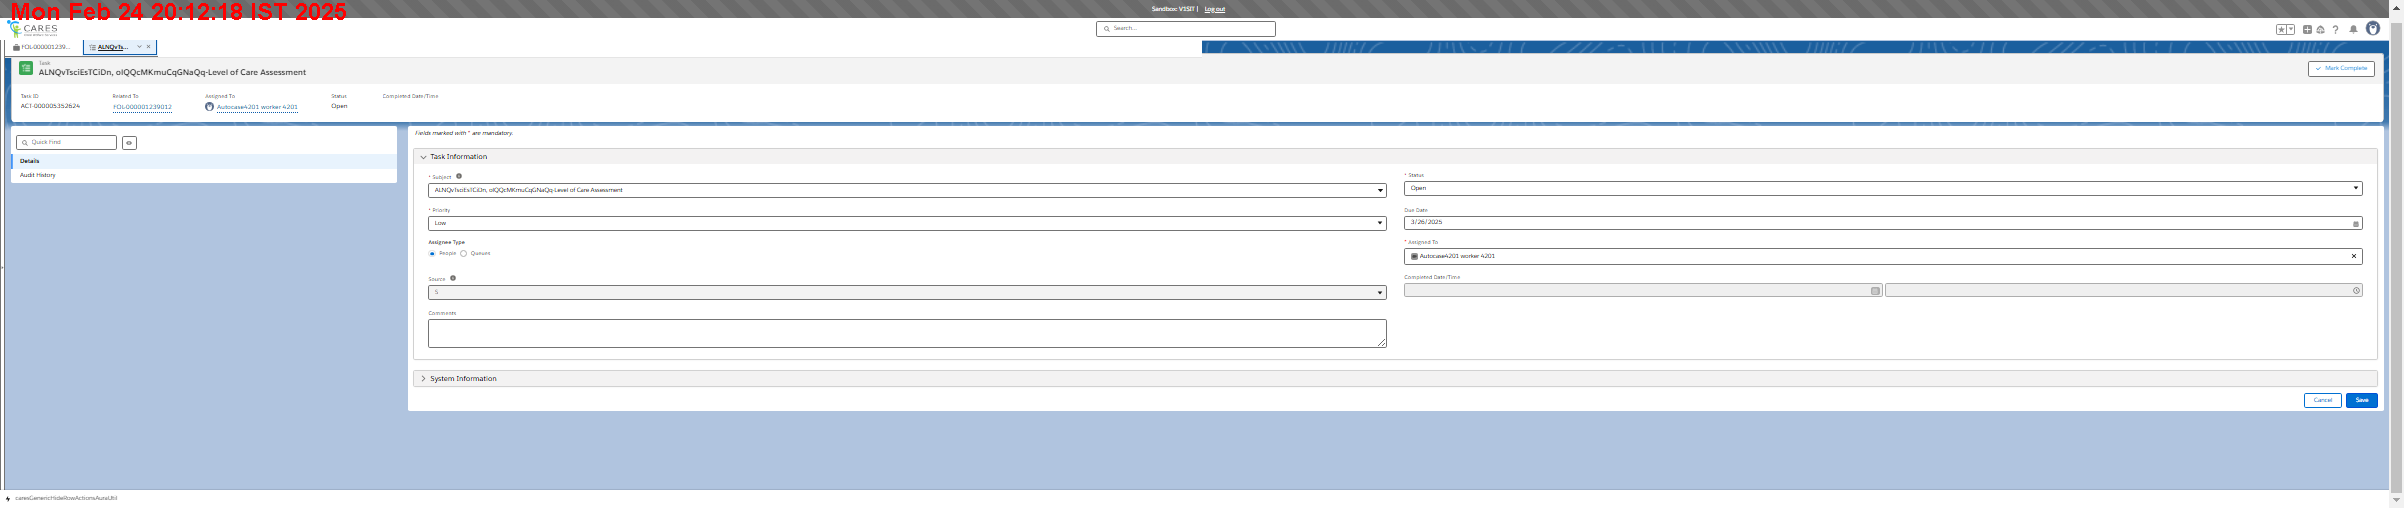 Mon Feb 24 20:12:18 IST 2025
Sandbox: V1SIT | Log out
CARES
Search...
FOL-000001239...
ALNQvTs...
Task
ALNQvTsciEsTCiDn, oIQQcMKmuCqGNaQq-Level of Care Assessment
Mark Complete
Task ID
Related To
Assigned To
Status
Completed Date/Time
ACT-000005352624
FOL-000001239012
Autocase4201 worker 4201
Open
Quick Find
Details
Audit History
Fields marked with * are mandatory.
Task Information
* Subject
ALNQvTsciEsTCiDn, oIQQcMKmuCqGNaQq-Level of Care Assessment
* Status
Open
* Priority
Low
Due Date
3/26/2025
Assignee Type
People
Queues
* Assigned To
Autocase4201 worker 4201
Source
S
Completed Date/Time
Comments
System Information
Cancel
Save
caresGenericHideRowActionsAuraUtil